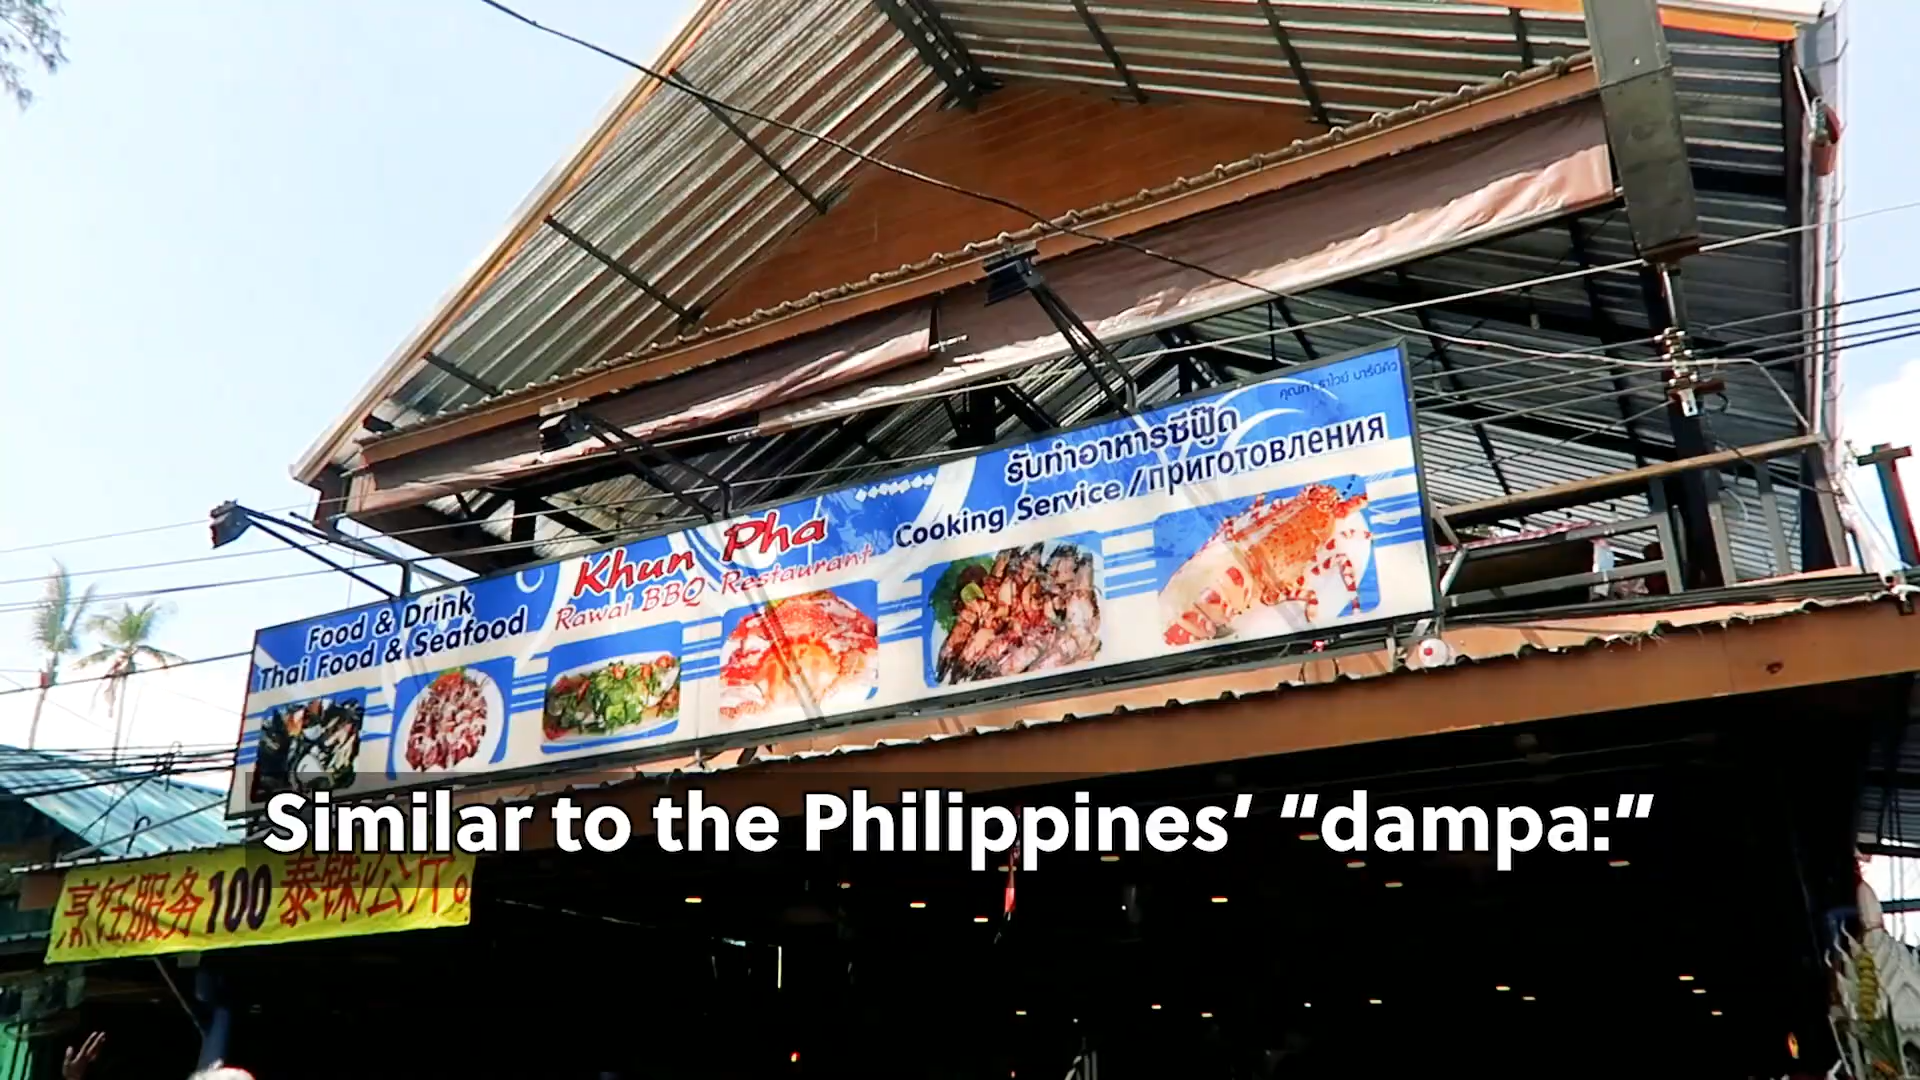 คุณภา ราไวย์ บาร์บีคิว
รับทำอาหารซีฟู๊ด
Cooking Service /приготовления
Khun Pha
Rawai BBQ Restaurant
Food & Drink
Thai Food & Seafood
Similar to the Philippines’ “dampa:”
烹饪服务100泰铢/公斤。